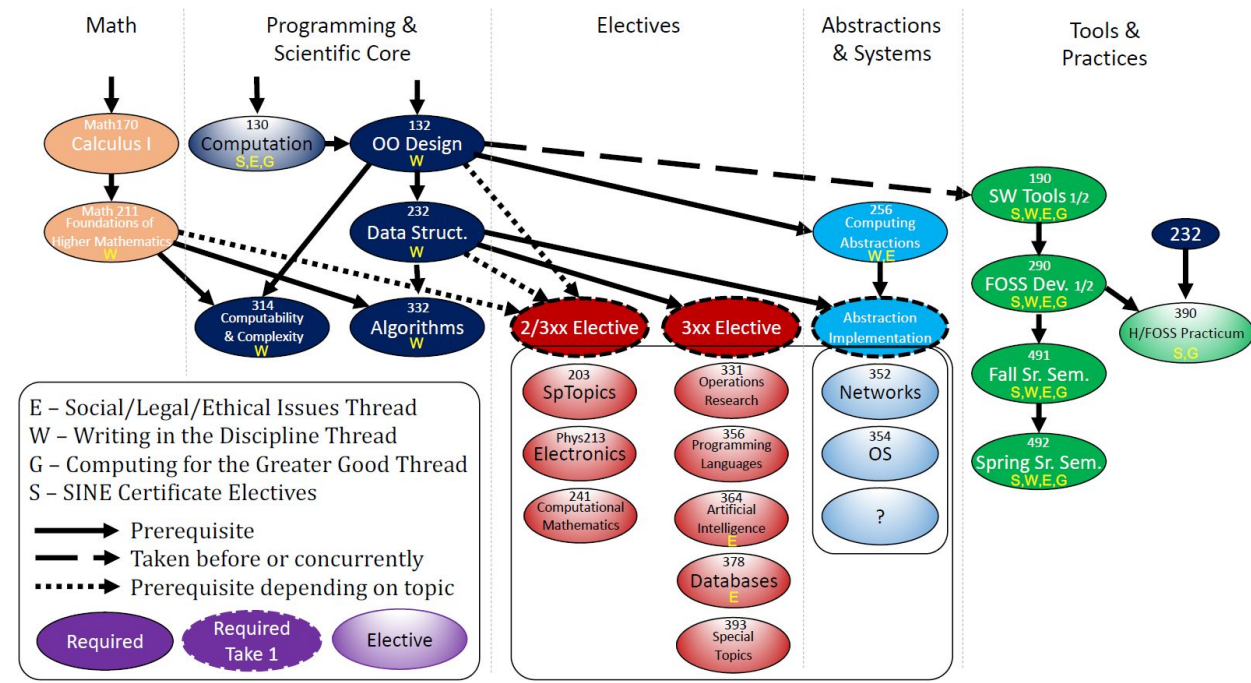 Math
Programming &
Scientific Core
Electives
Abstractions
& Systems
Tools &
Practices
Math170
Calculus I
130
Computation
S,E,G
132
OO Design
W
190
SW Tools 1/2
S,W,E,G
Math 211
Foundations of
Higher Mathematics
W
232
Data Struct.
W
256
Computing
Abstractions
W,E
232
290
FOSS Dev. 1/2
S,W,E,G
314
Computability
& Complexity
W
332
Algorithms
W
2/3xx Elective
3xx Elective
Abstraction
Implementation
390
H/FOSS Practicum
S,G
203
SpTopics
331
Operations
Research
352
Networks
491
Fall Sr. Sem.
S,W,E,G
Phys213
Electronics
356
Programming
Languages
354
OS
492
Spring Sr. Sem.
S,W,E,G
241
Computational
Mathematics
364
Artificial
Intelligence
E
?
378
Databases
E
393
Special
Topics
E – Social/Legal/Ethical Issues Thread
W – Writing in the Discipline Thread
G – Computing for the Greater Good Thread
S – SINE Certificate Electives
Prerequisite
Taken before or concurrently
Prerequisite depending on topic
Required
Required
Take 1
Elective